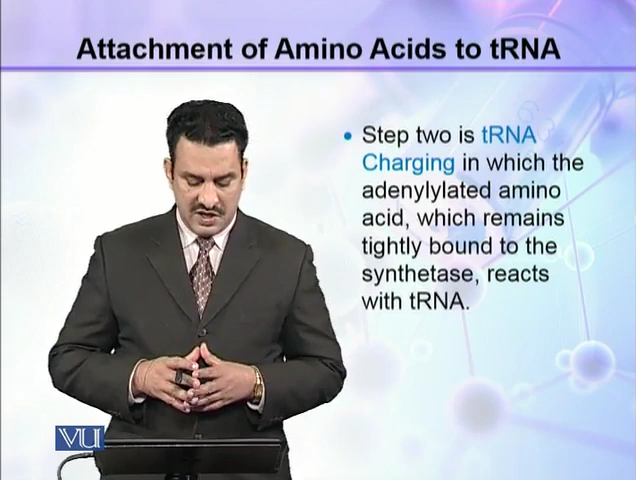 Attachment of Amino Acids to tRNA
• Step two is tRNA
Charging in which the
adenylylated amino
acid, which remains
tightly bound to the
synthetase, reacts
with tRNA.
VU